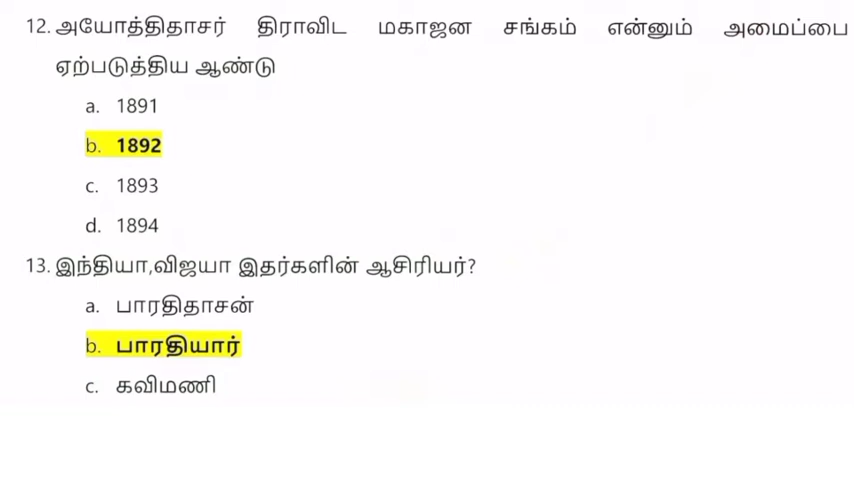 12. அயோத்திதாசர் திராவிட மகாஜன சங்கம் என்னும் அமைப்பை
ஏற்படுத்திய ஆண்டு
a. 1891
b. 1892
c. 1893
d. 1894
13. இந்தியா,விஜயா இதர்களின் ஆசிரியர்?
a. பாரதிதாசன்
b. பாரதியார்
c. கவிமணி